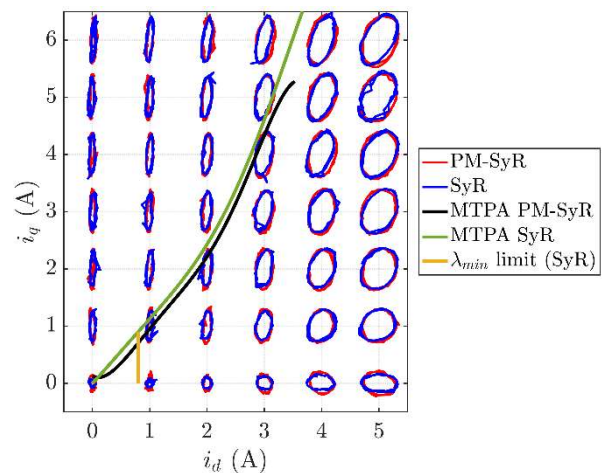 6
5
4
3
2
1
0
i_q (A)
0 1 2 3 4 5
i_d (A)
PM-SyR
SyR
MTPA PM-SyR
MTPA SyR
λ_min limit (SyR)